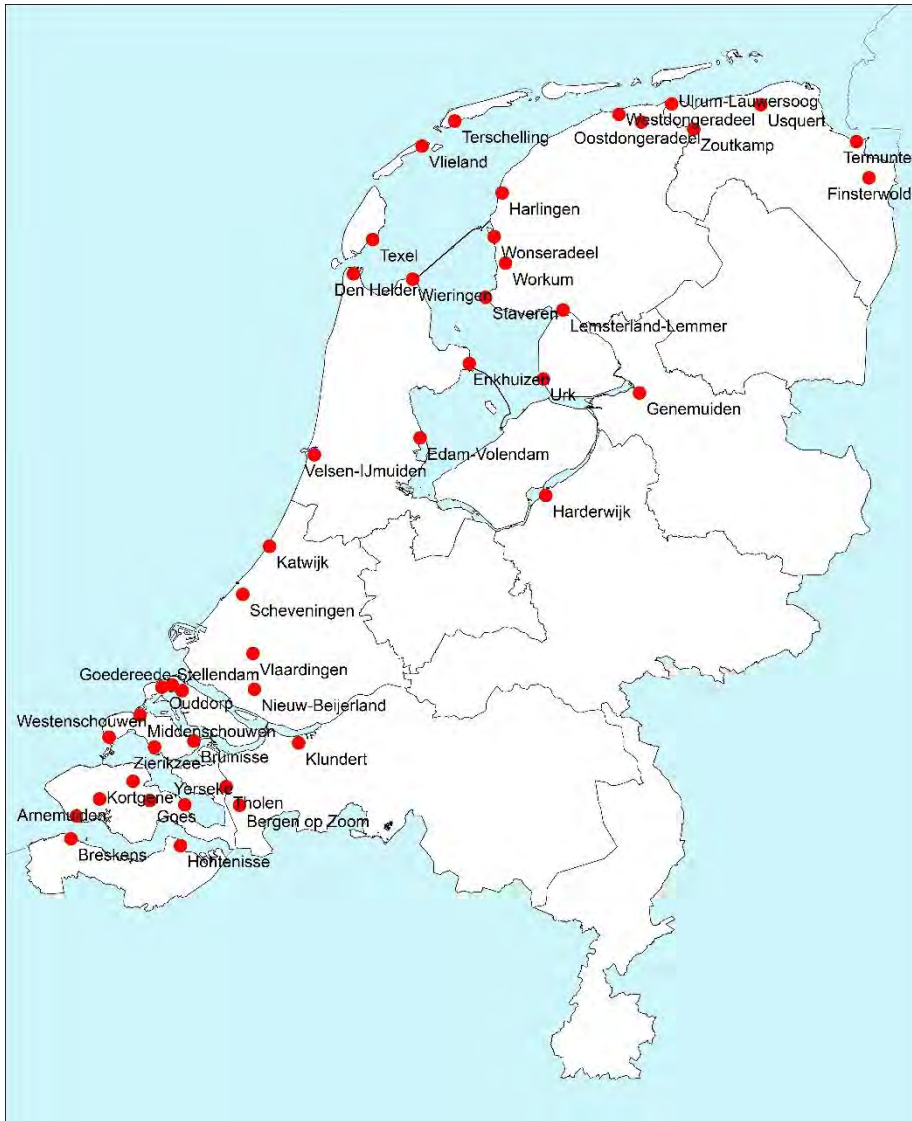 Ulrum-Lauwersoog
Usquert
Westdongeradeel
Terschelling
Oostdongeradeel
Zoutkamp
Termunte
Vlieland
Finsterwold
Harlingen
Wonseradeel
Texel
Workum
Den Helder
Wieringen
Staveren
Lemsterland-Lemmer
Enkhuizen
Urk
Genemuiden
Edam-Volendam
Velsen-IJmuiden
Harderwijk
Katwijk
Scheveningen
Vlaardingen
Goedereede-Stellendam
Ouddorp
Nieuw-Beijerland
Westenschouwen
Middenschouwen
Bruinisse
Klundert
Zierikzee
Yerseke
Kortgene
Tholen
Arnemuiden
Goes
Bergen op Zoom
Breskens
Hontenisse